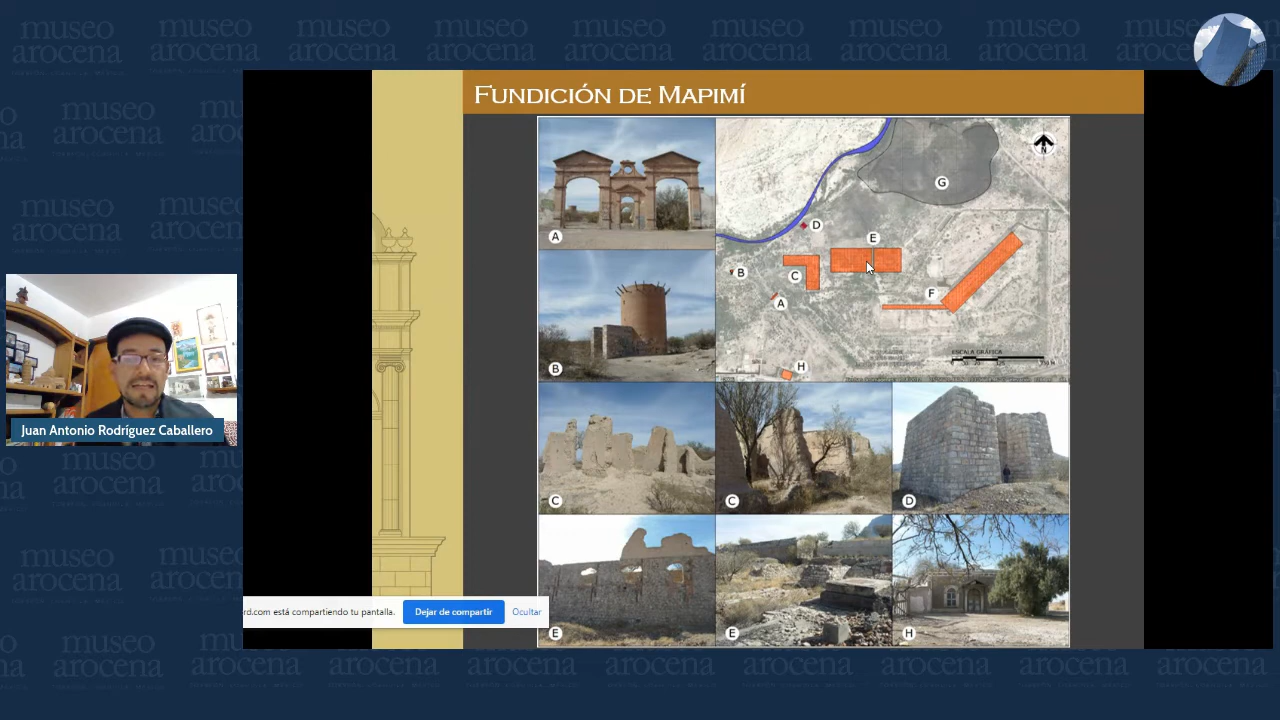 museo arocena
FUNDICIÓN DE MAPIMÍ
A
B
C
C
D
E
E
H
N
G
D
E
B
C
A
F
H
ESCALA GRÁFICA
Juan Antonio Rodríguez Caballero
rd.com está compartiendo tu pantalla.
Dejar de compartir
Ocultar